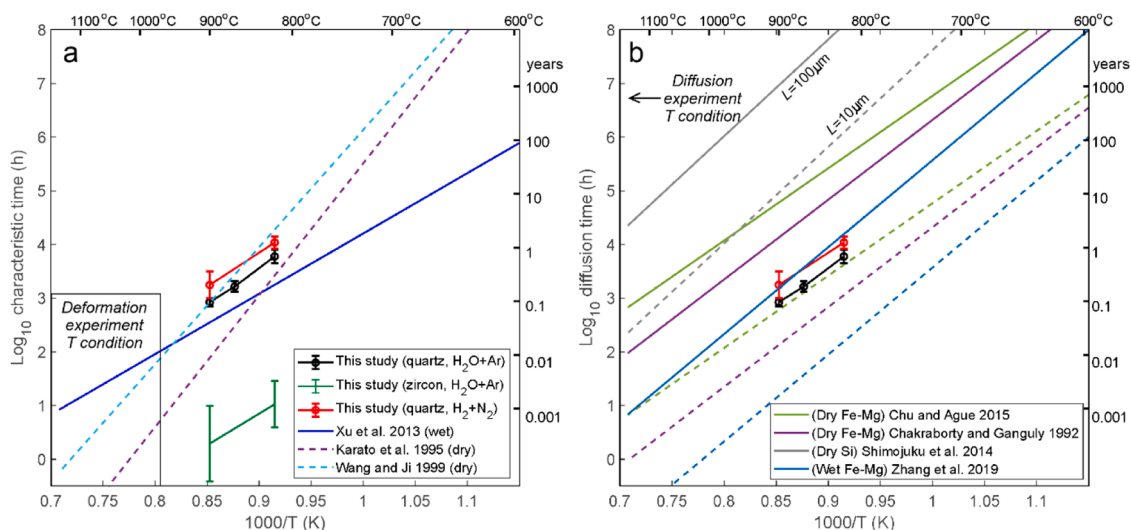 1100°C
1000°C
900°C
800°C
700°C
600°C
a
8
7
6
5
4
3
2
1
0
Log10 characteristic time (h)
years
1000
100
10
1
0.1
0.01
0.001
Deformation
experiment
T condition
This study (quartz, H2O+Ar)
This study (zircon, H2O+Ar)
This study (quartz, H2+N2)
Xu et al. 2013 (wet)
Karato et al. 1995 (dry)
Wang and Ji 1999 (dry)
0.7
0.75
0.8
0.85
0.9
0.95
1
1.05
1.1
1000/T (K)
1100°C
1000°C
900°C
800°C
700°C
600°C
b
8
7
6
5
4
3
2
1
0
Log10 diffusion time (h)
years
1000
100
10
1
0.1
0.01
0.001
Diffusion
experiment
T condition
L=100µm
L=10µm
(Dry Fe-Mg) Chu and Ague 2015
(Dry Fe-Mg) Chakraborty and Ganguly 1992
(Dry Si) Shimojuku et al. 2014
(Wet Fe-Mg) Zhang et al. 2019
0.7
0.75
0.8
0.85
0.9
0.95
1
1.05
1.1
1000/T (K)